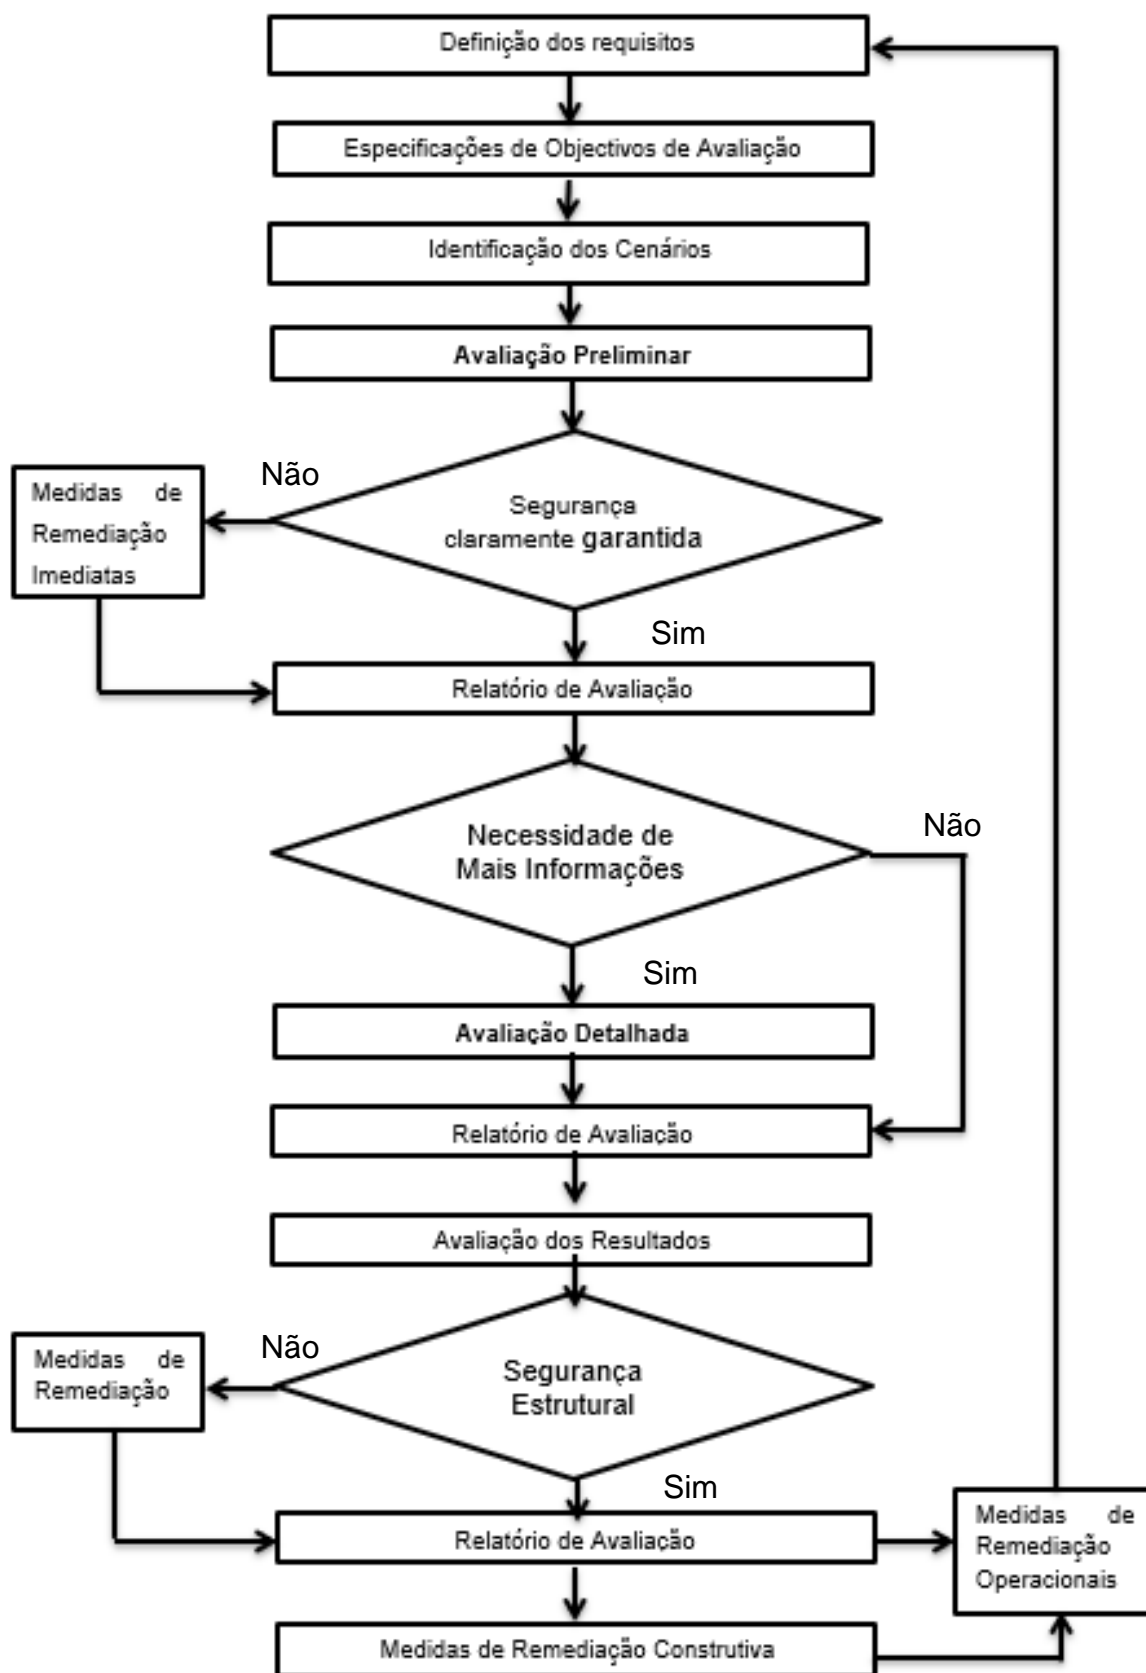 Definição dos requisitos
Especificações de Objectivos de Avaliação
Identificação dos Cenários
Avaliação Preliminar
Não
Medidas de
Remediação
Imediatas
Segurança
claramente garantida
Sim
Relatório de Avaliação
Necessidade de
Mais Informações
Não
Sim
Avaliação Detalhada
Relatório de Avaliação
Avaliação dos Resultados
Não
Medidas de
Remediação
Segurança
Estrutural
Sim
Relatório de Avaliação
Medidas de
Remediação
Operacionais
Medidas de Remediação Construtiva